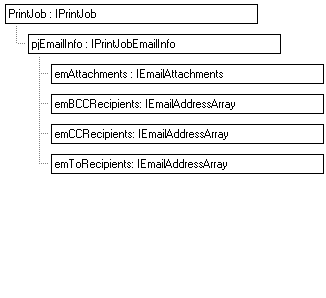 PrintJob : IPrintJob
pjEmailInfo : IPrintJobEmailInfo
emAttachments : IEmailAttachments
emBCCRecipients: IEmailAddressArray
emCCRecipients: IEmailAddressArray
emToRecipients: IEmailAddressArray